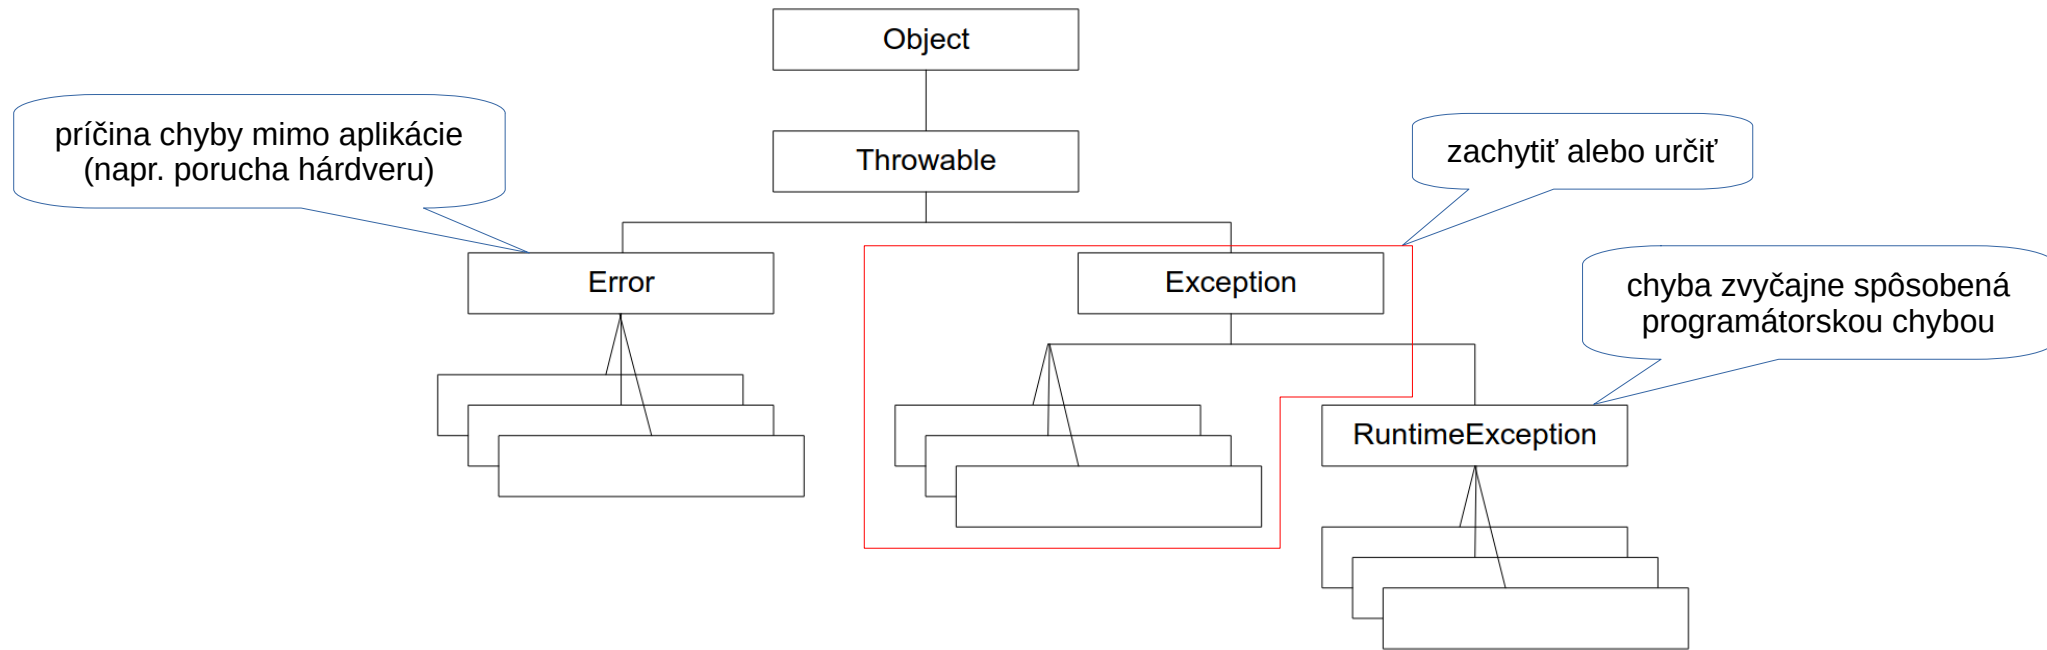 Object
príčina chyby mimo aplikácie
(napr. porucha hárdveru)
Throwable
zachytiť alebo určiť
Error
Exception
chyba zvyčajne spôsobená
programátorskou chybou
RuntimeException